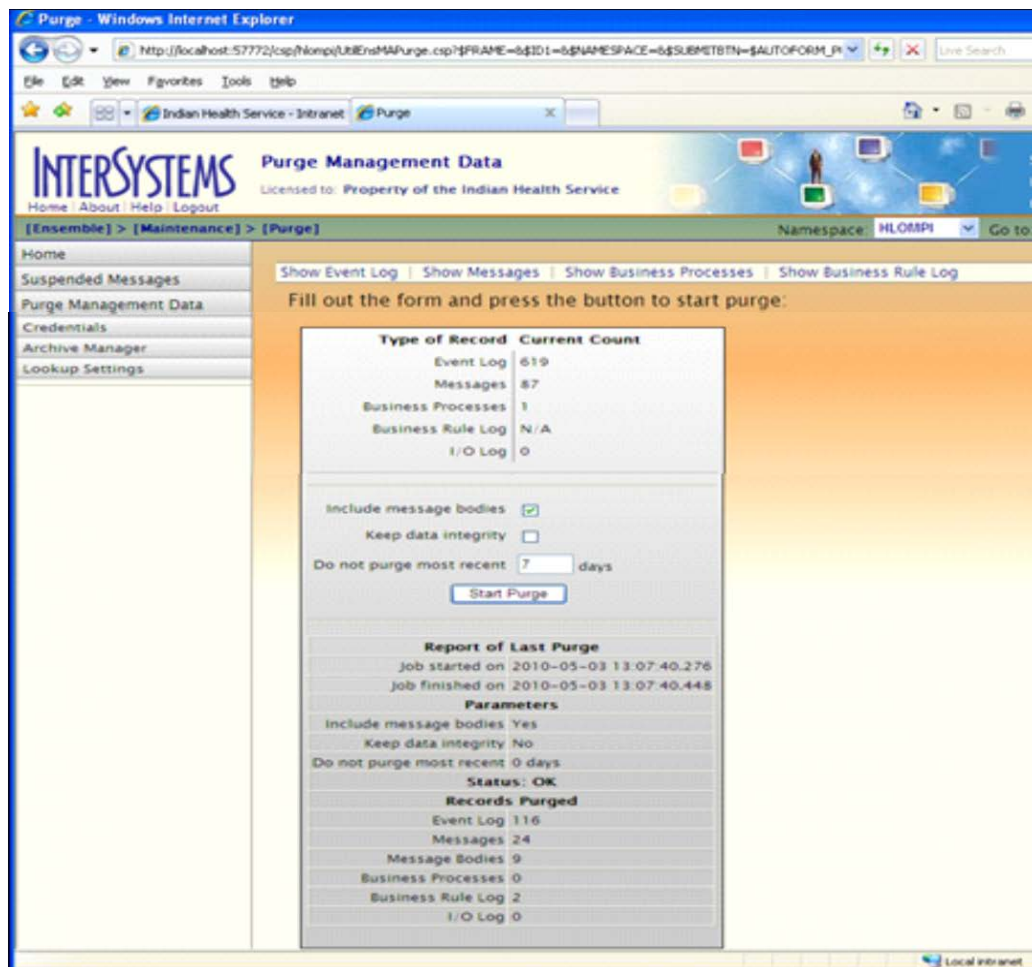 Purge - Windows Internet Explorer
http://localhost:57772/csp/hlompi/UtilEnsMAPurge.csp?$FRAME=&$ID1=&$NAMESPACE=&$SUBMITBTN=$AUTOFORM_PU
Live Search
File Edit View Favorites Tools Help
Indian Health Service - Intranet
Purge
INTERSYSTEMS
Purge Management Data
Licensed to: Property of the Indian Health Service
Home | About | Help | Logout
[Ensemble] > [Maintenance] > [Purge]
Namespace: HLOMPI
Go to
Home
Suspended Messages
Purge Management Data
Credentials
Archive Manager
Lookup Settings
Show Event Log | Show Messages | Show Business Processes | Show Business Rule Log
Fill out the form and press the button to start purge:
Type of Record Current Count
Event Log 619
Messages 87
Business Processes 1
Business Rule Log N/A
I/O Log 0
Include message bodies
Keep data integrity
Do not purge most recent 7 days
Start Purge
Report of Last Purge
Job started on 2010-05-03 13:07:40.276
Job finished on 2010-05-03 13:07:40.448
Parameters
Include message bodies Yes
Keep data integrity No
Do not purge most recent 0 days
Status: OK
Records Purged
Event Log 116
Messages 24
Message Bodies 9
Business Processes 0
Business Rule Log 2
I/O Log 0
Local intranet